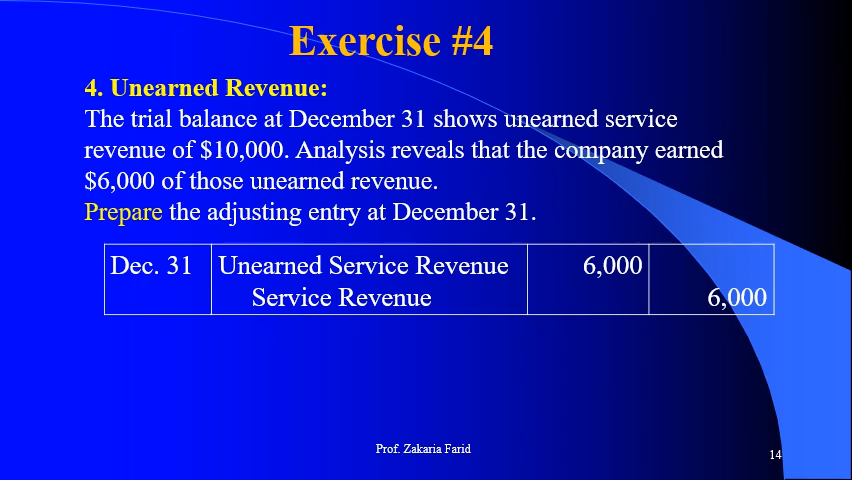 Exercise #4
4. Unearned Revenue:
The trial balance at December 31 shows unearned service
revenue of $10,000. Analysis reveals that the company earned
$6,000 of those unearned revenue.
Prepare the adjusting entry at December 31.
Dec. 31 Unearned Service Revenue 6,000
Service Revenue 6,000
Prof. Zakaria Farid
14